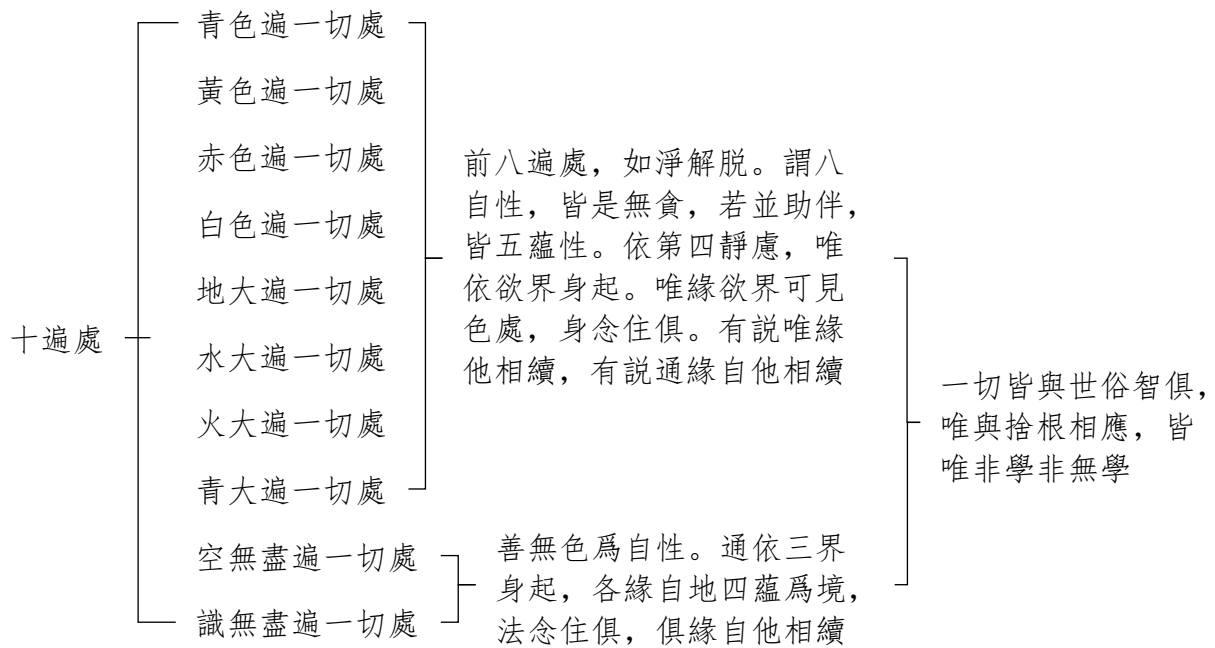 十遍處
青色遍一切處
黃色遍一切處
赤色遍一切處
白色遍一切處
地大遍一切處
水大遍一切處
火大遍一切處
青大遍一切處
空無盡遍一切處
識無盡遍一切處
前八遍處，如淨解脱。謂八
自性，皆是無貪，若並助伴，
皆五蘊性。依第四靜慮，唯
依欲界身起。唯緣欲界可見
色處，身念住俱。有説唯緣
他相續，有説通緣自他相續
善無色爲自性。通依三界
身起，各緣自地四蘊爲境，
法念住俱，俱緣自他相續
一切皆與世俗智俱，
唯與捨根相應，皆
唯非學非無學